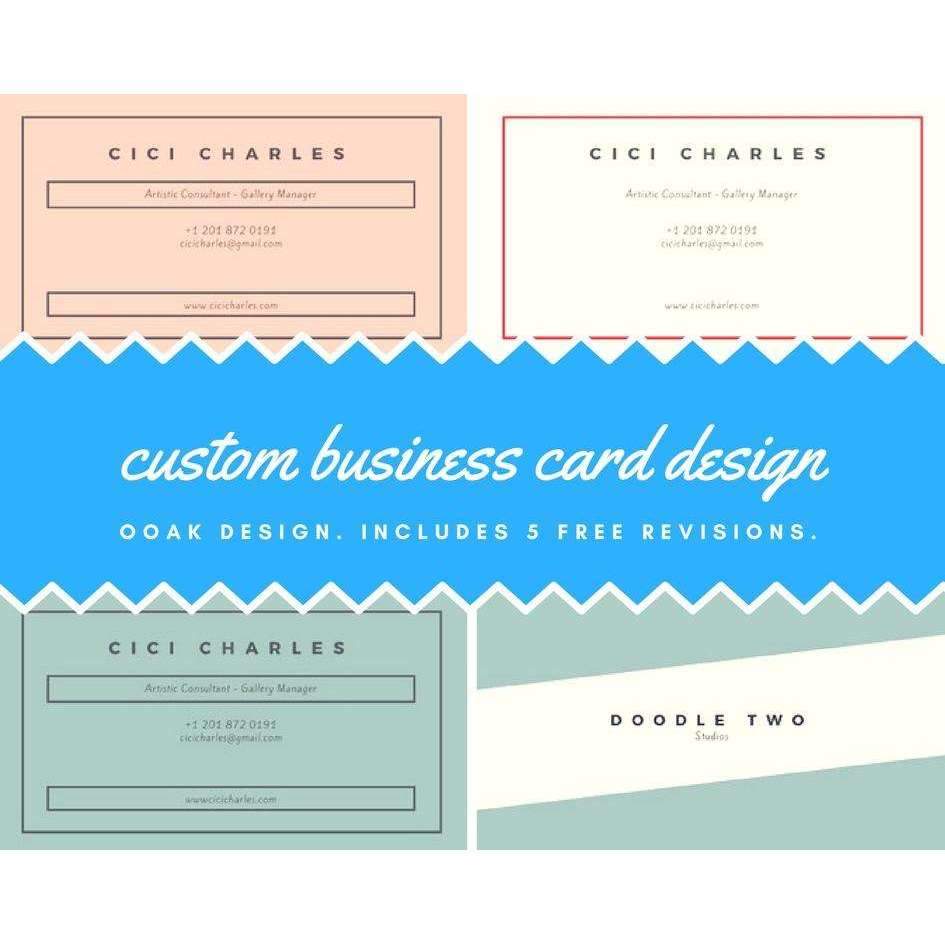 CICI CHARLES
Artistic Consultant - Gallery Manager
+1 201 872 0191
cicicharles@gmail.com
www.cicicharles.com
CICI CHARLES
Artistic Consultant - Gallery Manager
+1 201 872 0191
cicicharles@gmail.com
www.cicicharles.com
custom business card design
OOAK DESIGN. INCLUDES 5 FREE REVISIONS.
CICI CHARLES
Artistic Consultant - Gallery Manager
+1 201 872 0191
cicicharles@gmail.com
www.cicicharles.com
DOODLE TWO
Studios